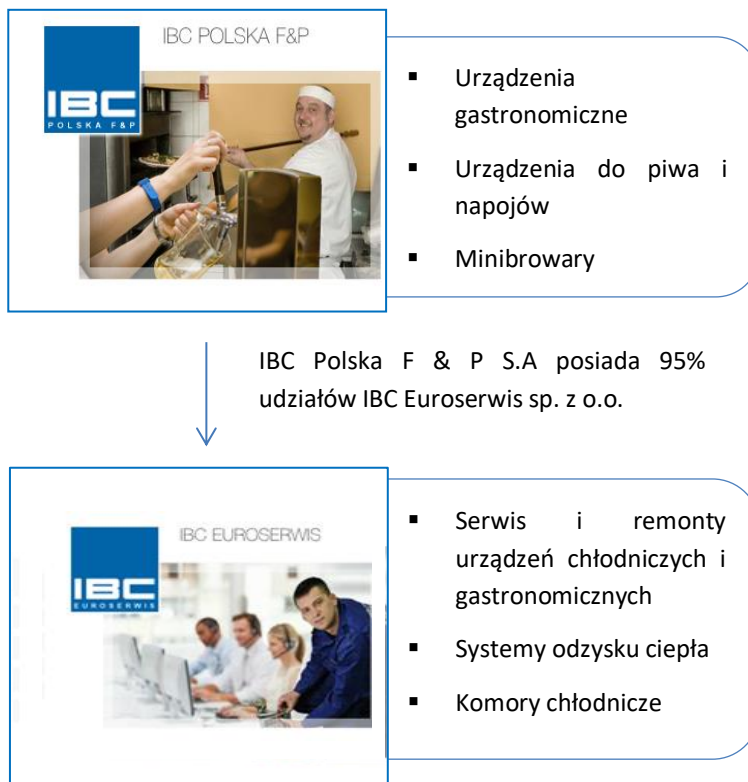 IBC POLSKA F&P
IBC
POLSKA F&P
▪ Urządzenia
gastronomiczne
▪ Urządzenia do piwa i
napojów
▪ Minibrowary
IBC Polska F & P S.A posiada 95%
udziałów IBC Euroserwis sp. z o.o.
IBC EUROSERWIS
IBC
EUROSERWIS
▪ Serwis i remonty
urządzeń chłodniczych i
gastronomicznych
▪ Systemy odzysku ciepła
▪ Komory chłodnicze